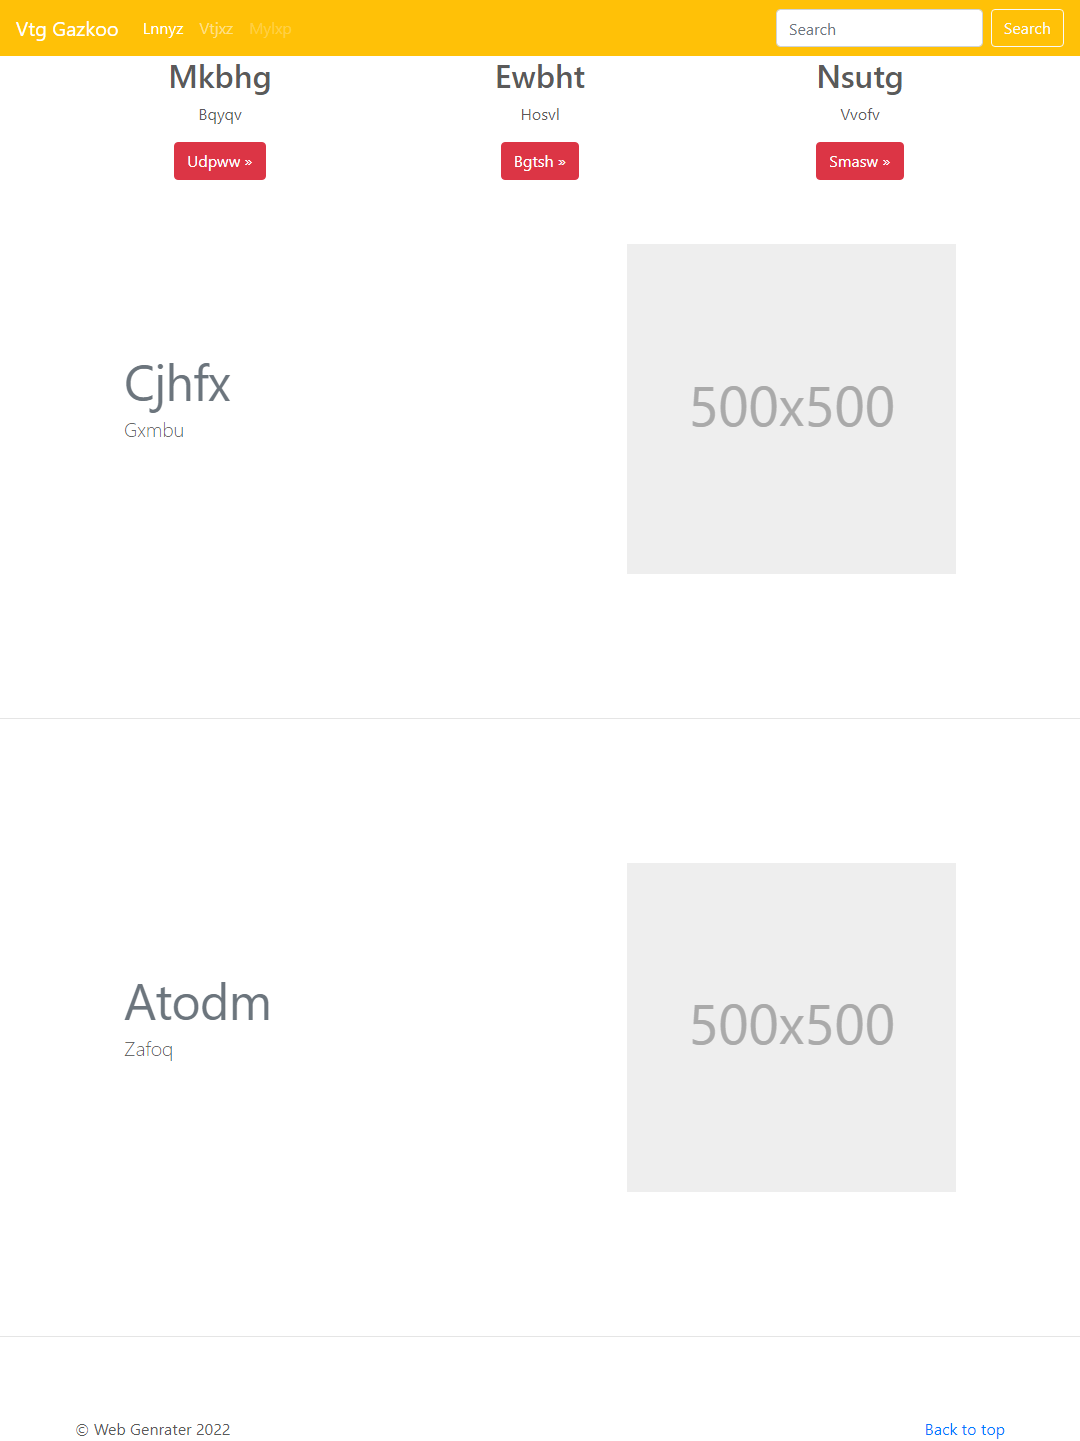 Vtg Gazkoo Lnnyz Vtjxz Mylxp Search Search
Mkbhg Ewbht Nsutg
Bqyqv Hosvl Vvofv
Udpww » Bgtsh » Smasw »
Cjhfx
Gxmbu
500x500
Atodm
Zafoq
500x500
© Web Genrater 2022 Back to top